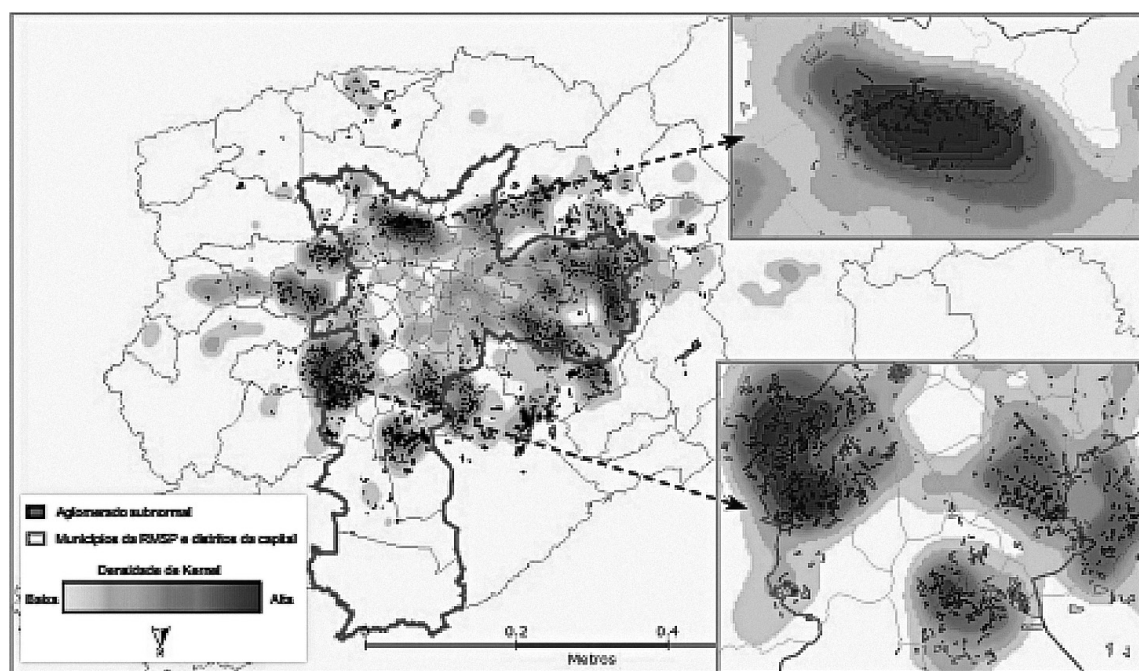 Aglomerado subnormal
Municípios da RMSP e distritos da capital
Densidade de Kernel
Baixa
Alta
0,2
0,4
Metros